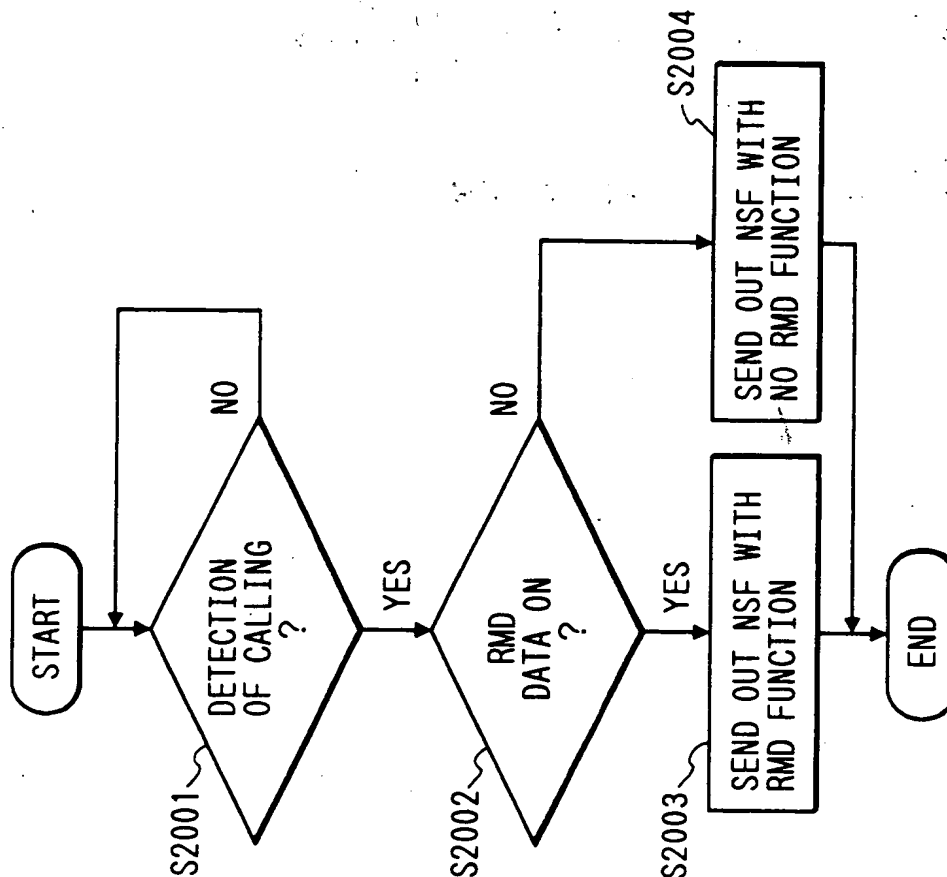 START
S2001
DETECTION
OF CALLING
?
NO
YES
S2002
RMD
DATA ON
?
NO
YES
S2003
SEND OUT NSF WITH
RMD FUNCTION
S2004
SEND OUT NSF WITH
NO RMD FUNCTION
END